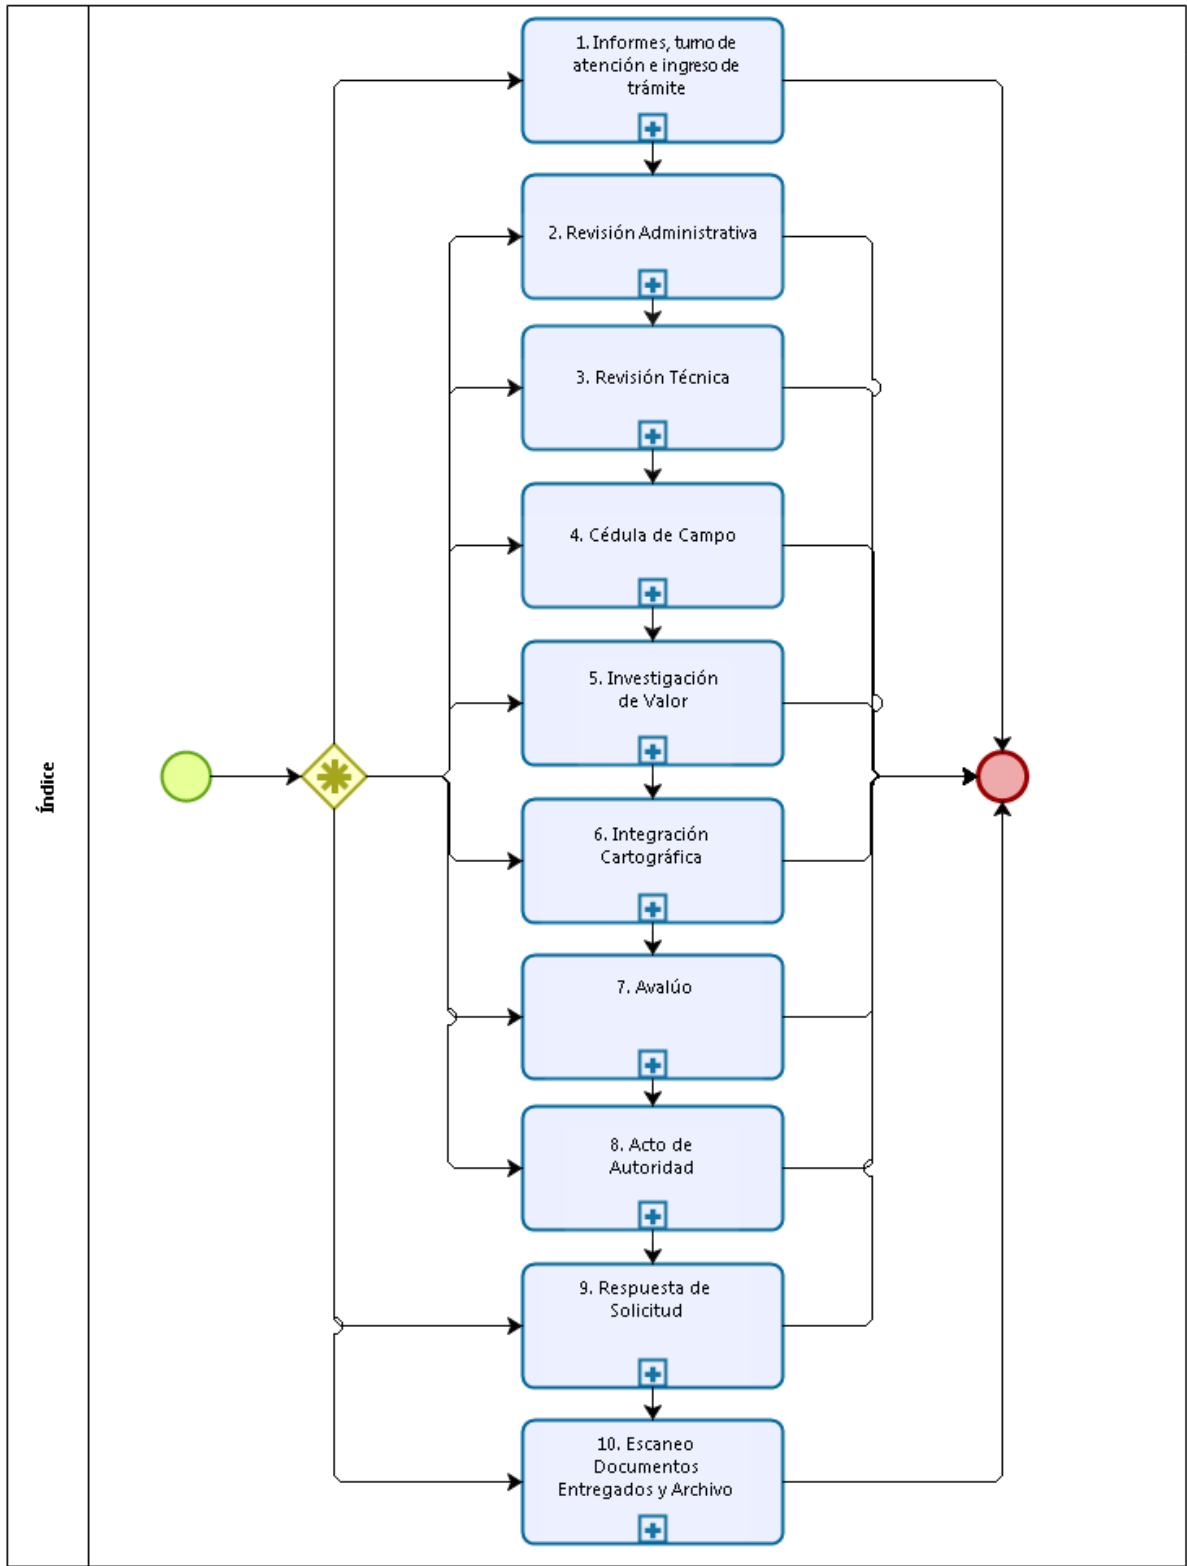 Índice
1. Informes, turno de
atención e ingreso de
trámite
2. Revisión Administrativa
3. Revisión Técnica
4. Cédula de Campo
5. Investigación
de Valor
6. Integración
Cartográfica
7. Avalúo
8. Acto de
Autoridad
9. Respuesta de
Solicitud
10. Escaneo
Documentos
Entregados y Archivo